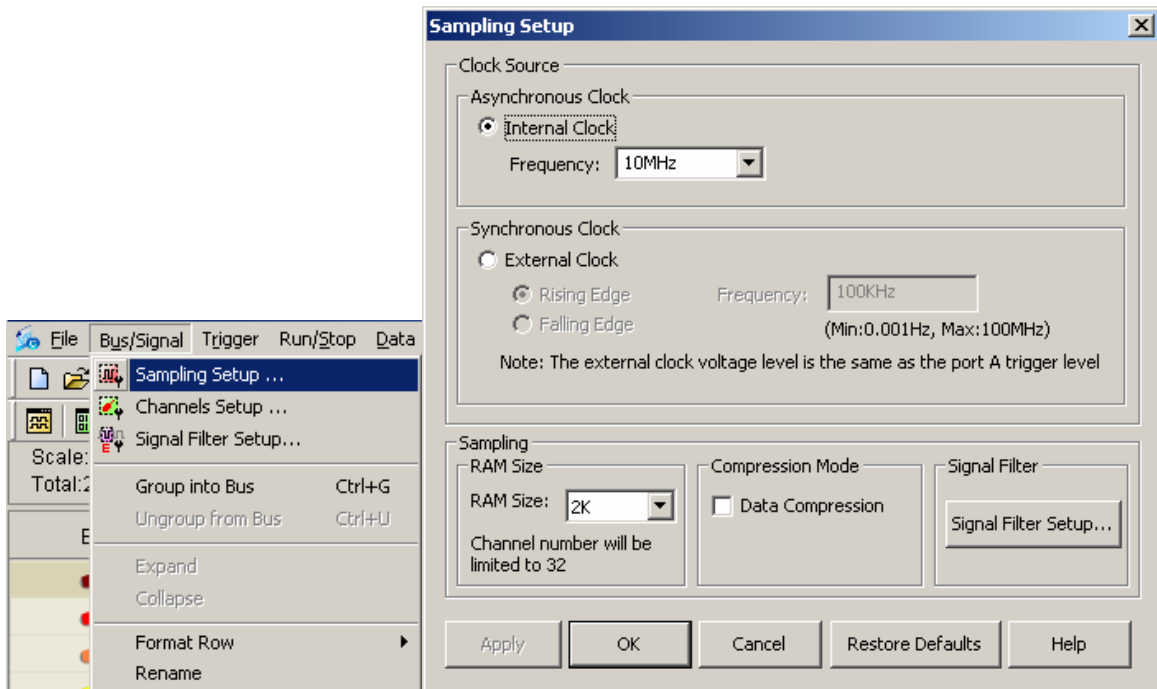 File Bus/Signal Trigger Run/Stop Data
Sampling Setup ...
Channels Setup ...
Signal Filter Setup...
Scale:
Total:2
Group into Bus Ctrl+G
Ungroup from Bus Ctrl+U
Expand
Collapse
Format Row
Rename
Sampling Setup
Clock Source
Asynchronous Clock
Internal Clock
Frequency: 10MHz
Synchronous Clock
External Clock
Rising Edge Frequency: 100KHz
Falling Edge (Min:0.001Hz, Max:100MHz)
Note: The external clock voltage level is the same as the port A trigger level
Sampling
RAM Size Compression Mode Signal Filter
RAM Size: 2K Data Compression Signal Filter Setup...
Channel number will be
limited to 32
Apply OK Cancel Restore Defaults Help